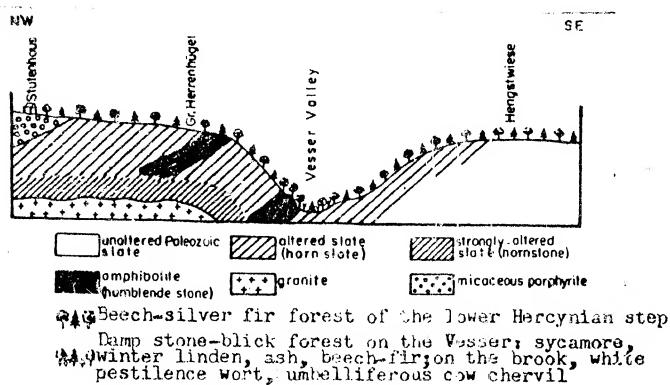 NW
SE
Stutenhaus
Gr. Herrenhügel
Vesser Valley
Hengstwiese
unaltered Paleozoic slate
altered slate (horn slate)
strongly-altered slate (hornstone)
amphibolite (humblende stone)
granite
micaceous porphyrite
Beech-silver fir forest of the lower Hercynian step
Damp stone-blick forest on the Vesser; sycamore,
winter linden, ash, beech-fir; on the brook, white
pestilence wort, umbelliferous cow chervil